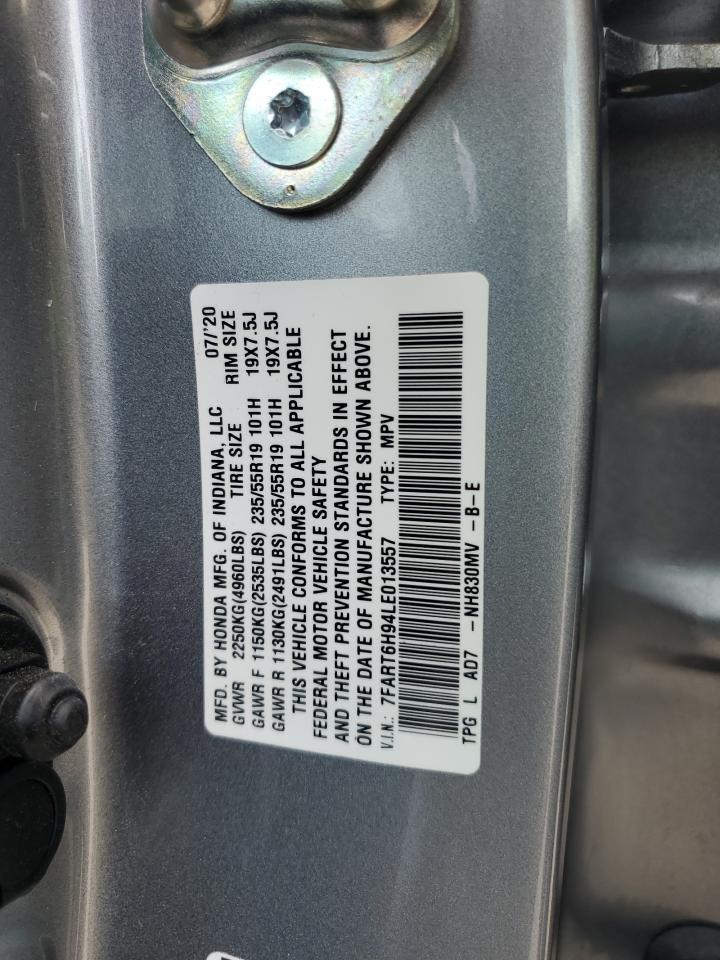 MFD. BY HONDA MFG. OF INDIANA, LLC 07/'20
GVWR 2250KG(4960LBS) TIRE SIZE RIM SIZE
GAWR F 1150KG(2535LBS) 235/55R19 101H 19X7.5J
GAWR R 1130KG(2491LBS) 235/55R19 101H 19X7.5J
THIS VEHICLE CONFORMS TO ALL APPLICABLE
FEDERAL MOTOR VEHICLE SAFETY
AND THEFT PREVENTION STANDARDS IN EFFECT
ON THE DATE OF MANUFACTURE SHOWN ABOVE.
V.I.N.: 7FART6H94LE013557 TYPE: MPV
TPG L AD7 -NH830MV -B-E